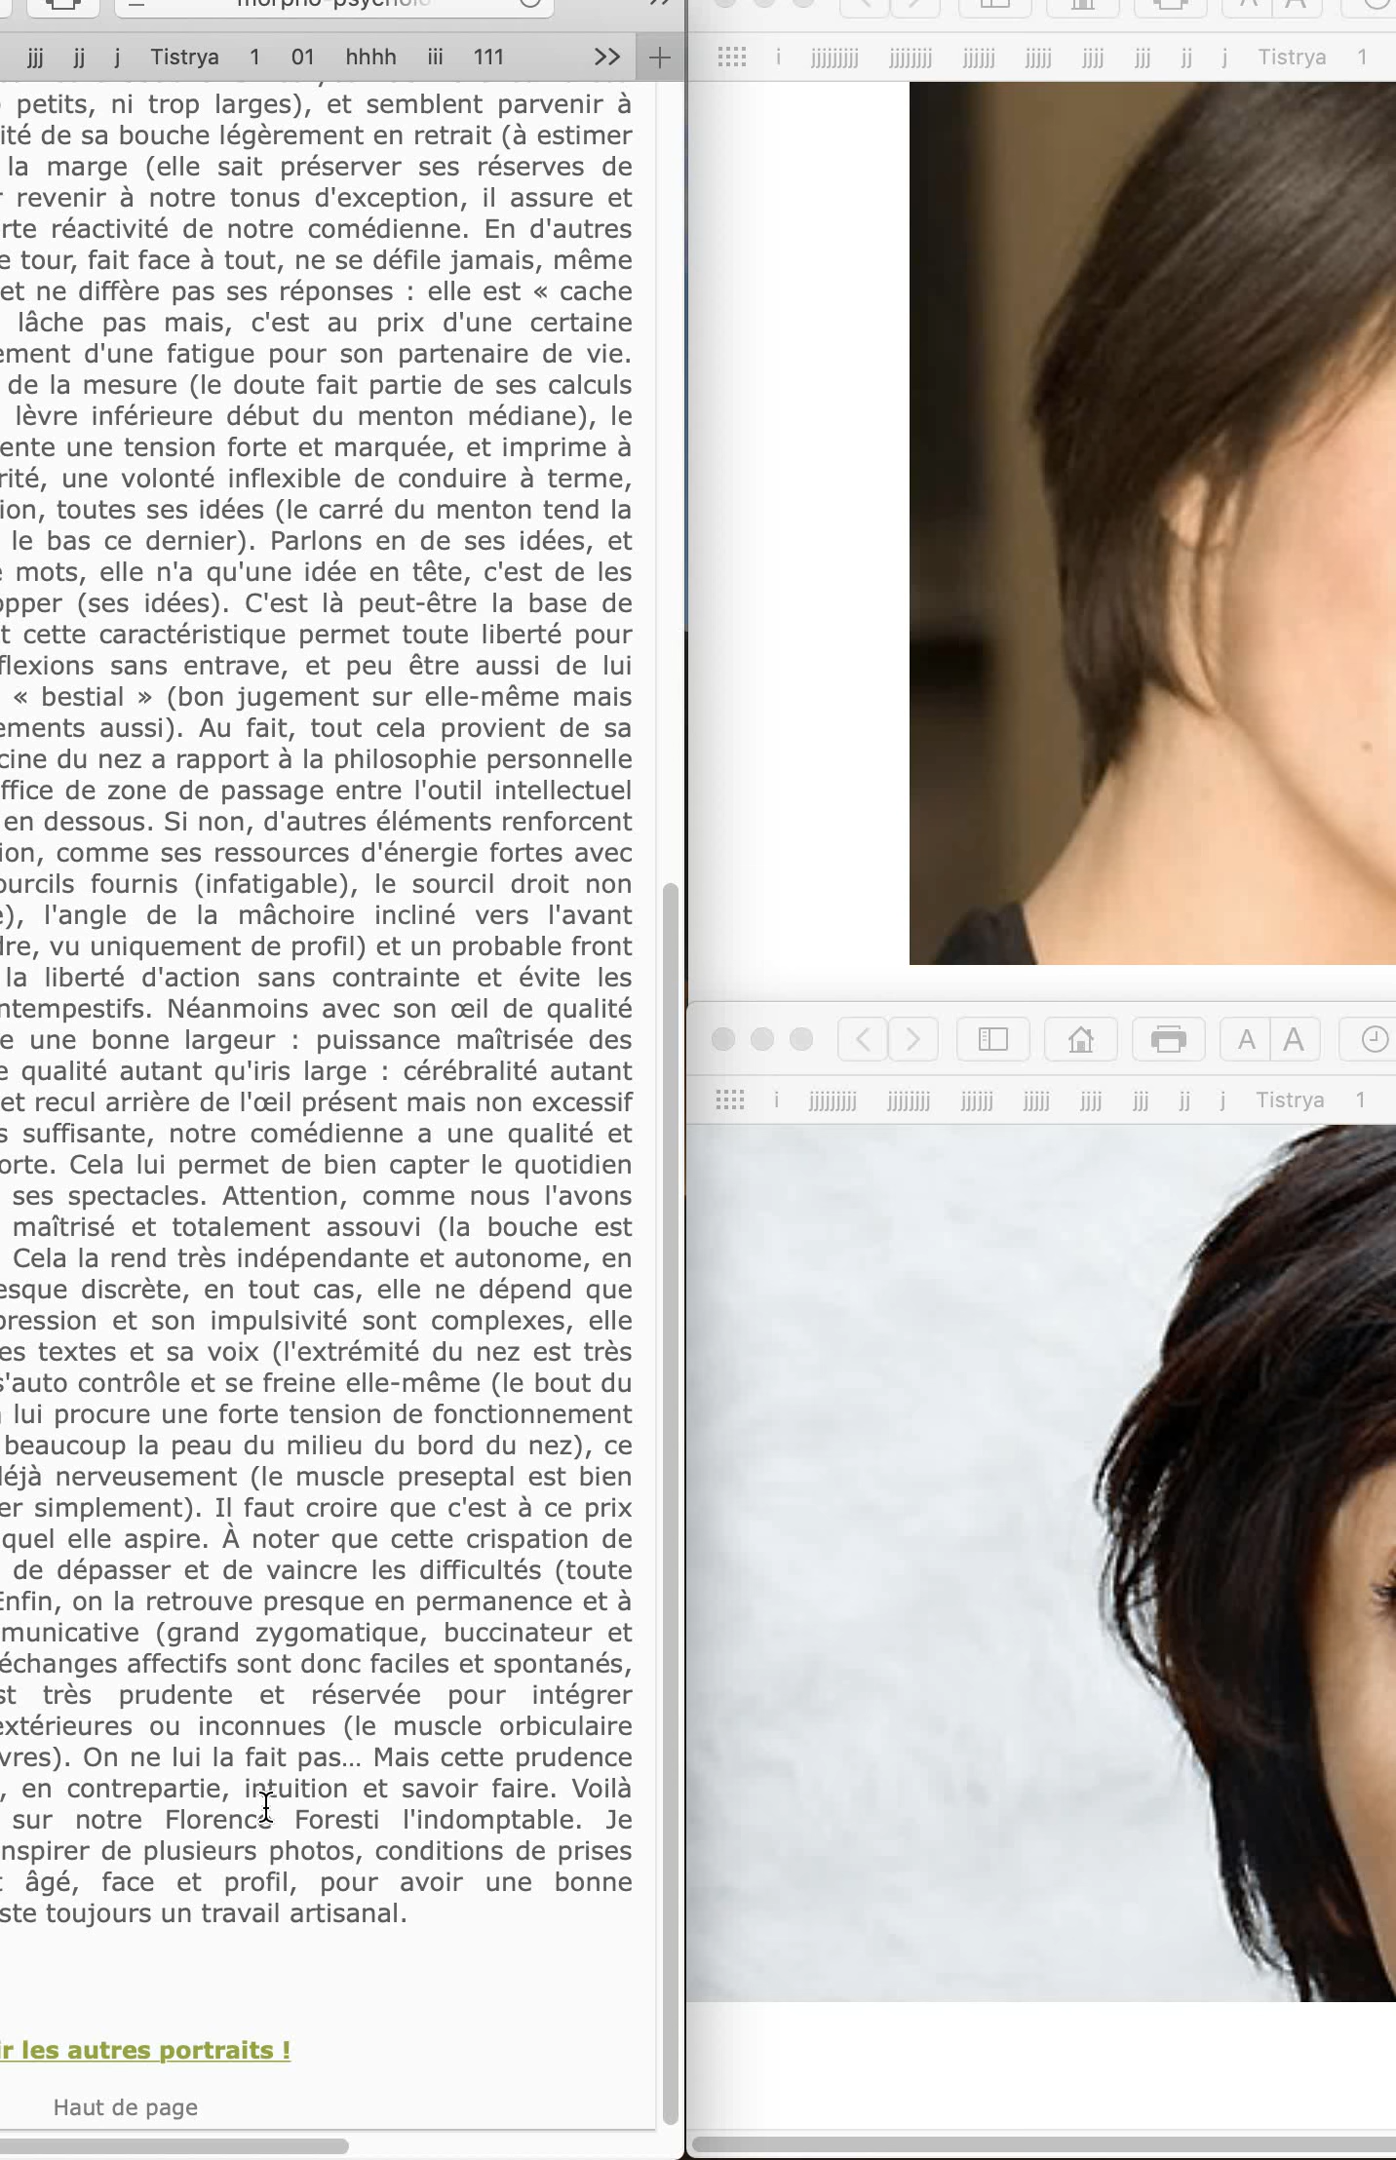 jjj jj j Tistrya 1 01 hhhh iii 111 >>
petits, ni trop larges), et semblent parvenir à
ité de sa bouche légèrement en retrait (à estimer
la marge (elle sait préserver ses réserves de
revenir à notre tonus d'exception, il assure et
rte réactivité de notre comédienne. En d'autres
e tour, fait face à tout, ne se défile jamais, même
et ne diffère pas ses réponses : elle est « cache
lâche pas mais, c'est au prix d'une certaine
ement d'une fatigue pour son partenaire de vie.
de la mesure (le doute fait partie de ses calculs
lèvre inférieure début du menton médiane), le
ente une tension forte et marquée, et imprime à
rité, une volonté inflexible de conduire à terme,
ion, toutes ses idées (le carré du menton tend la
le bas ce dernier). Parlons en de ses idées, et
e mots, elle n'a qu'une idée en tête, c'est de les
opper (ses idées). C'est là peut-être la base de
t cette caractéristique permet toute liberté pour
flexions sans entrave, et peu être aussi de lui
« bestial » (bon jugement sur elle-même mais
ements aussi). Au fait, tout cela provient de sa
cine du nez a rapport à la philosophie personnelle
ffice de zone de passage entre l'outil intellectuel
en dessous. Si non, d'autres éléments renforcent
ion, comme ses ressources d'énergie fortes avec
ourcils fournis (infatigable), le sourcil droit non
e), l'angle de la mâchoire incliné vers l'avant
dre, vu uniquement de profil) et un probable front
la liberté d'action sans contrainte et évite les
ntempestifs. Néanmoins avec son œil de qualité
e une bonne largeur : puissance maîtrisée des
e qualité autant qu'iris large : cérébralité autant
et recul arrière de l'œil présent mais non excessif
s suffisante, notre comédienne a une qualité et
orte. Cela lui permet de bien capter le quotidien
ses spectacles. Attention, comme nous l'avons
maîtrisé et totalement assouvi (la bouche est
Cela la rend très indépendante et autonome, en
esque discrète, en tout cas, elle ne dépend que
pression et son impulsivité sont complexes, elle
es textes et sa voix (l'extrémité du nez est très
s'auto contrôle et se freine elle-même (le bout du
lui procure une forte tension de fonctionnement
beaucoup la peau du milieu du bord du nez), ce
déjà nerveusement (le muscle preseptal est bien
er simplement). Il faut croire que c'est à ce prix
quel elle aspire. À noter que cette crispation de
de dépasser et de vaincre les difficultés (toute
Enfin, on la retrouve presque en permanence et à
municative (grand zygomatique, buccinateur et
échanges affectifs sont donc faciles et spontanés,
st très prudente et réservée pour intégrer
extérieures ou inconnues (le muscle orbiculaire
vres). On ne lui la fait pas... Mais cette prudence
, en contrepartie, intuition et savoir faire. Voilà
sur notre Florence Foresti l'indomptable. Je
nspirer de plusieurs photos, conditions de prises
t âgé, face et profil, pour avoir une bonne
ste toujours un travail artisanal.
ir les autres portraits !
Haut de page
i jjjjjjjjj jjjjjjjj jjjjjj jjjjj jjjj jjj jj j Tistrya 1
A A
i jjjjjjjjj jjjjjjjj jjjjjj jjjjj jjjj jjj jj j Tistrya 1